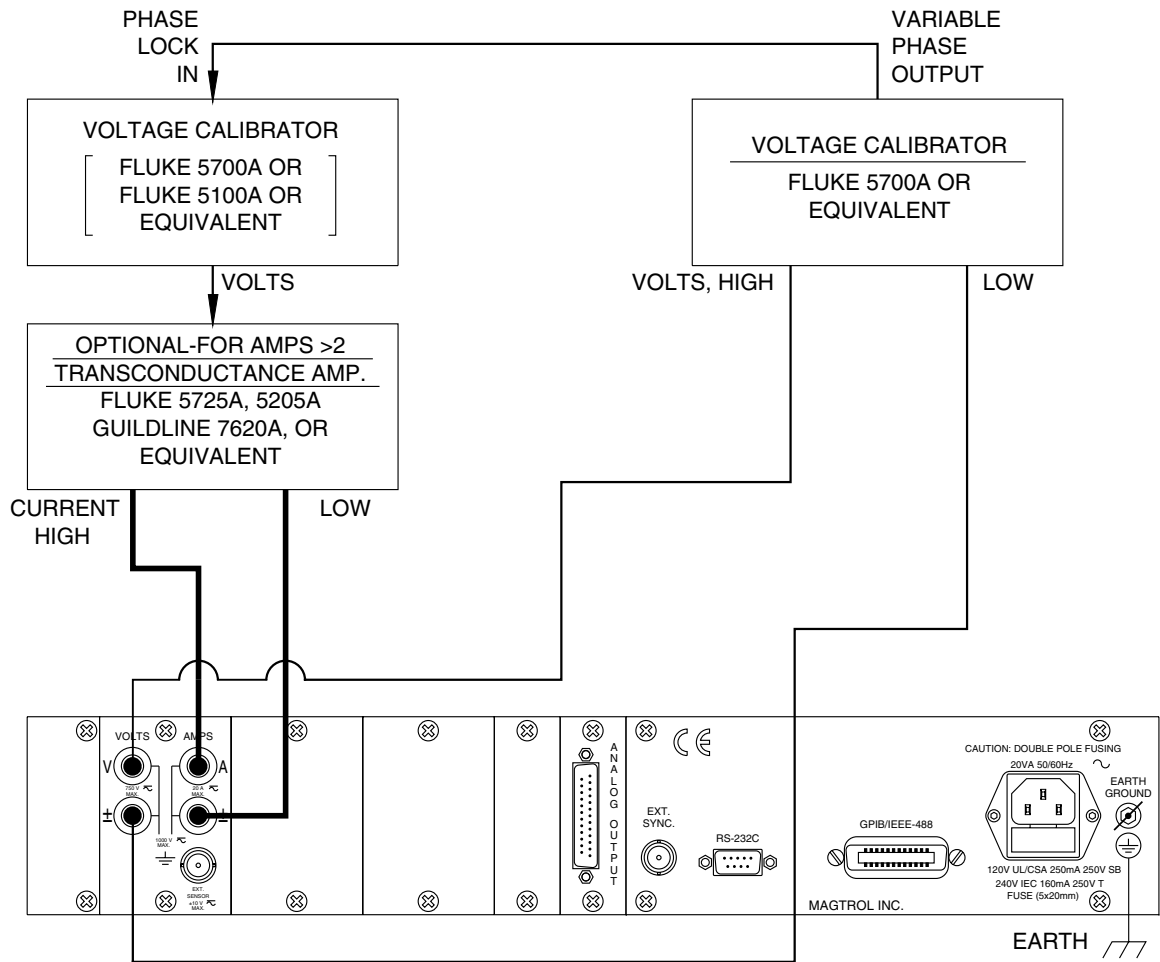 PHASE
LOCK
IN
VARIABLE
PHASE
OUTPUT
VOLTAGE CALIBRATOR
FLUKE 5700A OR
FLUKE 5100A OR
EQUIVALENT
VOLTAGE CALIBRATOR
FLUKE 5700A OR
EQUIVALENT
VOLTS
VOLTS, HIGH
LOW
OPTIONAL-FOR AMPS >2
TRANSCONDUCTANCE AMP.
FLUKE 5725A, 5205A
GUILDLINE 7620A, OR
EQUIVALENT
CURRENT
HIGH
LOW
VOLTS
AMPS
V
A
750 V
MAX.
20 A
MAX.
±
±
1000 V
MAX.
EXT.
SENSOR
±10 V
MAX.
ANALOG OUTPUT
CE
EXT.
SYNC.
RS-232C
GPIB/IEEE-488
CAUTION: DOUBLE POLE FUSING
20VA 50/60Hz
EARTH
GROUND
120V UL/CSA 250mA 250V SB
240V IEC 160mA 250V T
FUSE (5x20mm)
MAGTROL INC.
EARTH